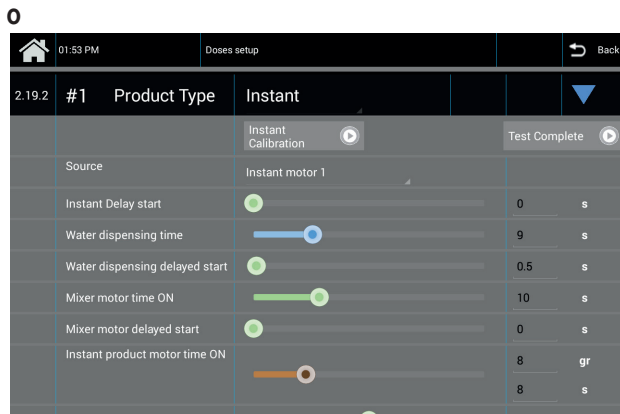 O
01:53 PM Doses setup Back
2.19.2 #1 Product Type Instant
Instant
Calibration
Test Complete
Source Instant motor 1
Instant Delay start 0 s
Water dispensing time 9 s
Water dispensing delayed start 0.5 s
Mixer motor time ON 10 s
Mixer motor delayed start 0 s
Instant product motor time ON 8 gr
8 s